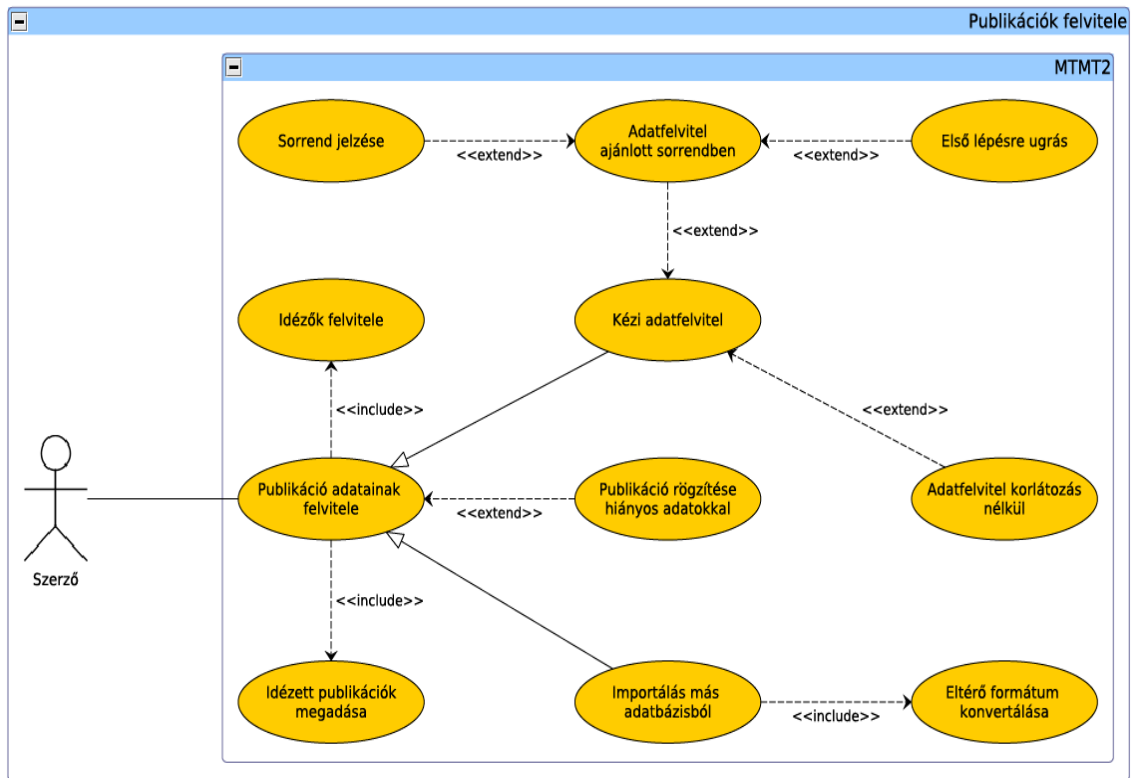 Publikációk felvitele
MTMT2
Sorrend jelzése
<<extend>>
Adatfelvitel
ajánlott sorrendben
<<extend>>
Első lépésre ugrás
<<extend>>
Idézők felvitele
Kézi adatfelvitel
<<include>>
<<extend>>
Publikáció adatainak
felvitele
<<extend>>
Publikáció rögzítése
hiányos adatokkal
Adatfelvitel korlátozás
nélkül
Szerző
<<include>>
Idézett publikációk
megadása
Importálás más
adatbázisból
<<include>>
Eltérő formátum
konvertálása